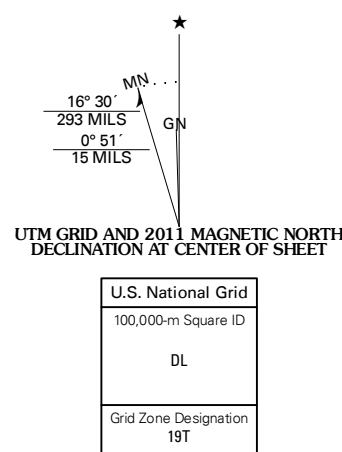 MN
16° 30´
293 MILS
GN
0° 51´
15 MILS
UTM GRID AND 2011 MAGNETIC NORTH
DECLINATION AT CENTER OF SHEET
U.S. National Grid
100,000-m Square ID
DL
Grid Zone Designation
19T